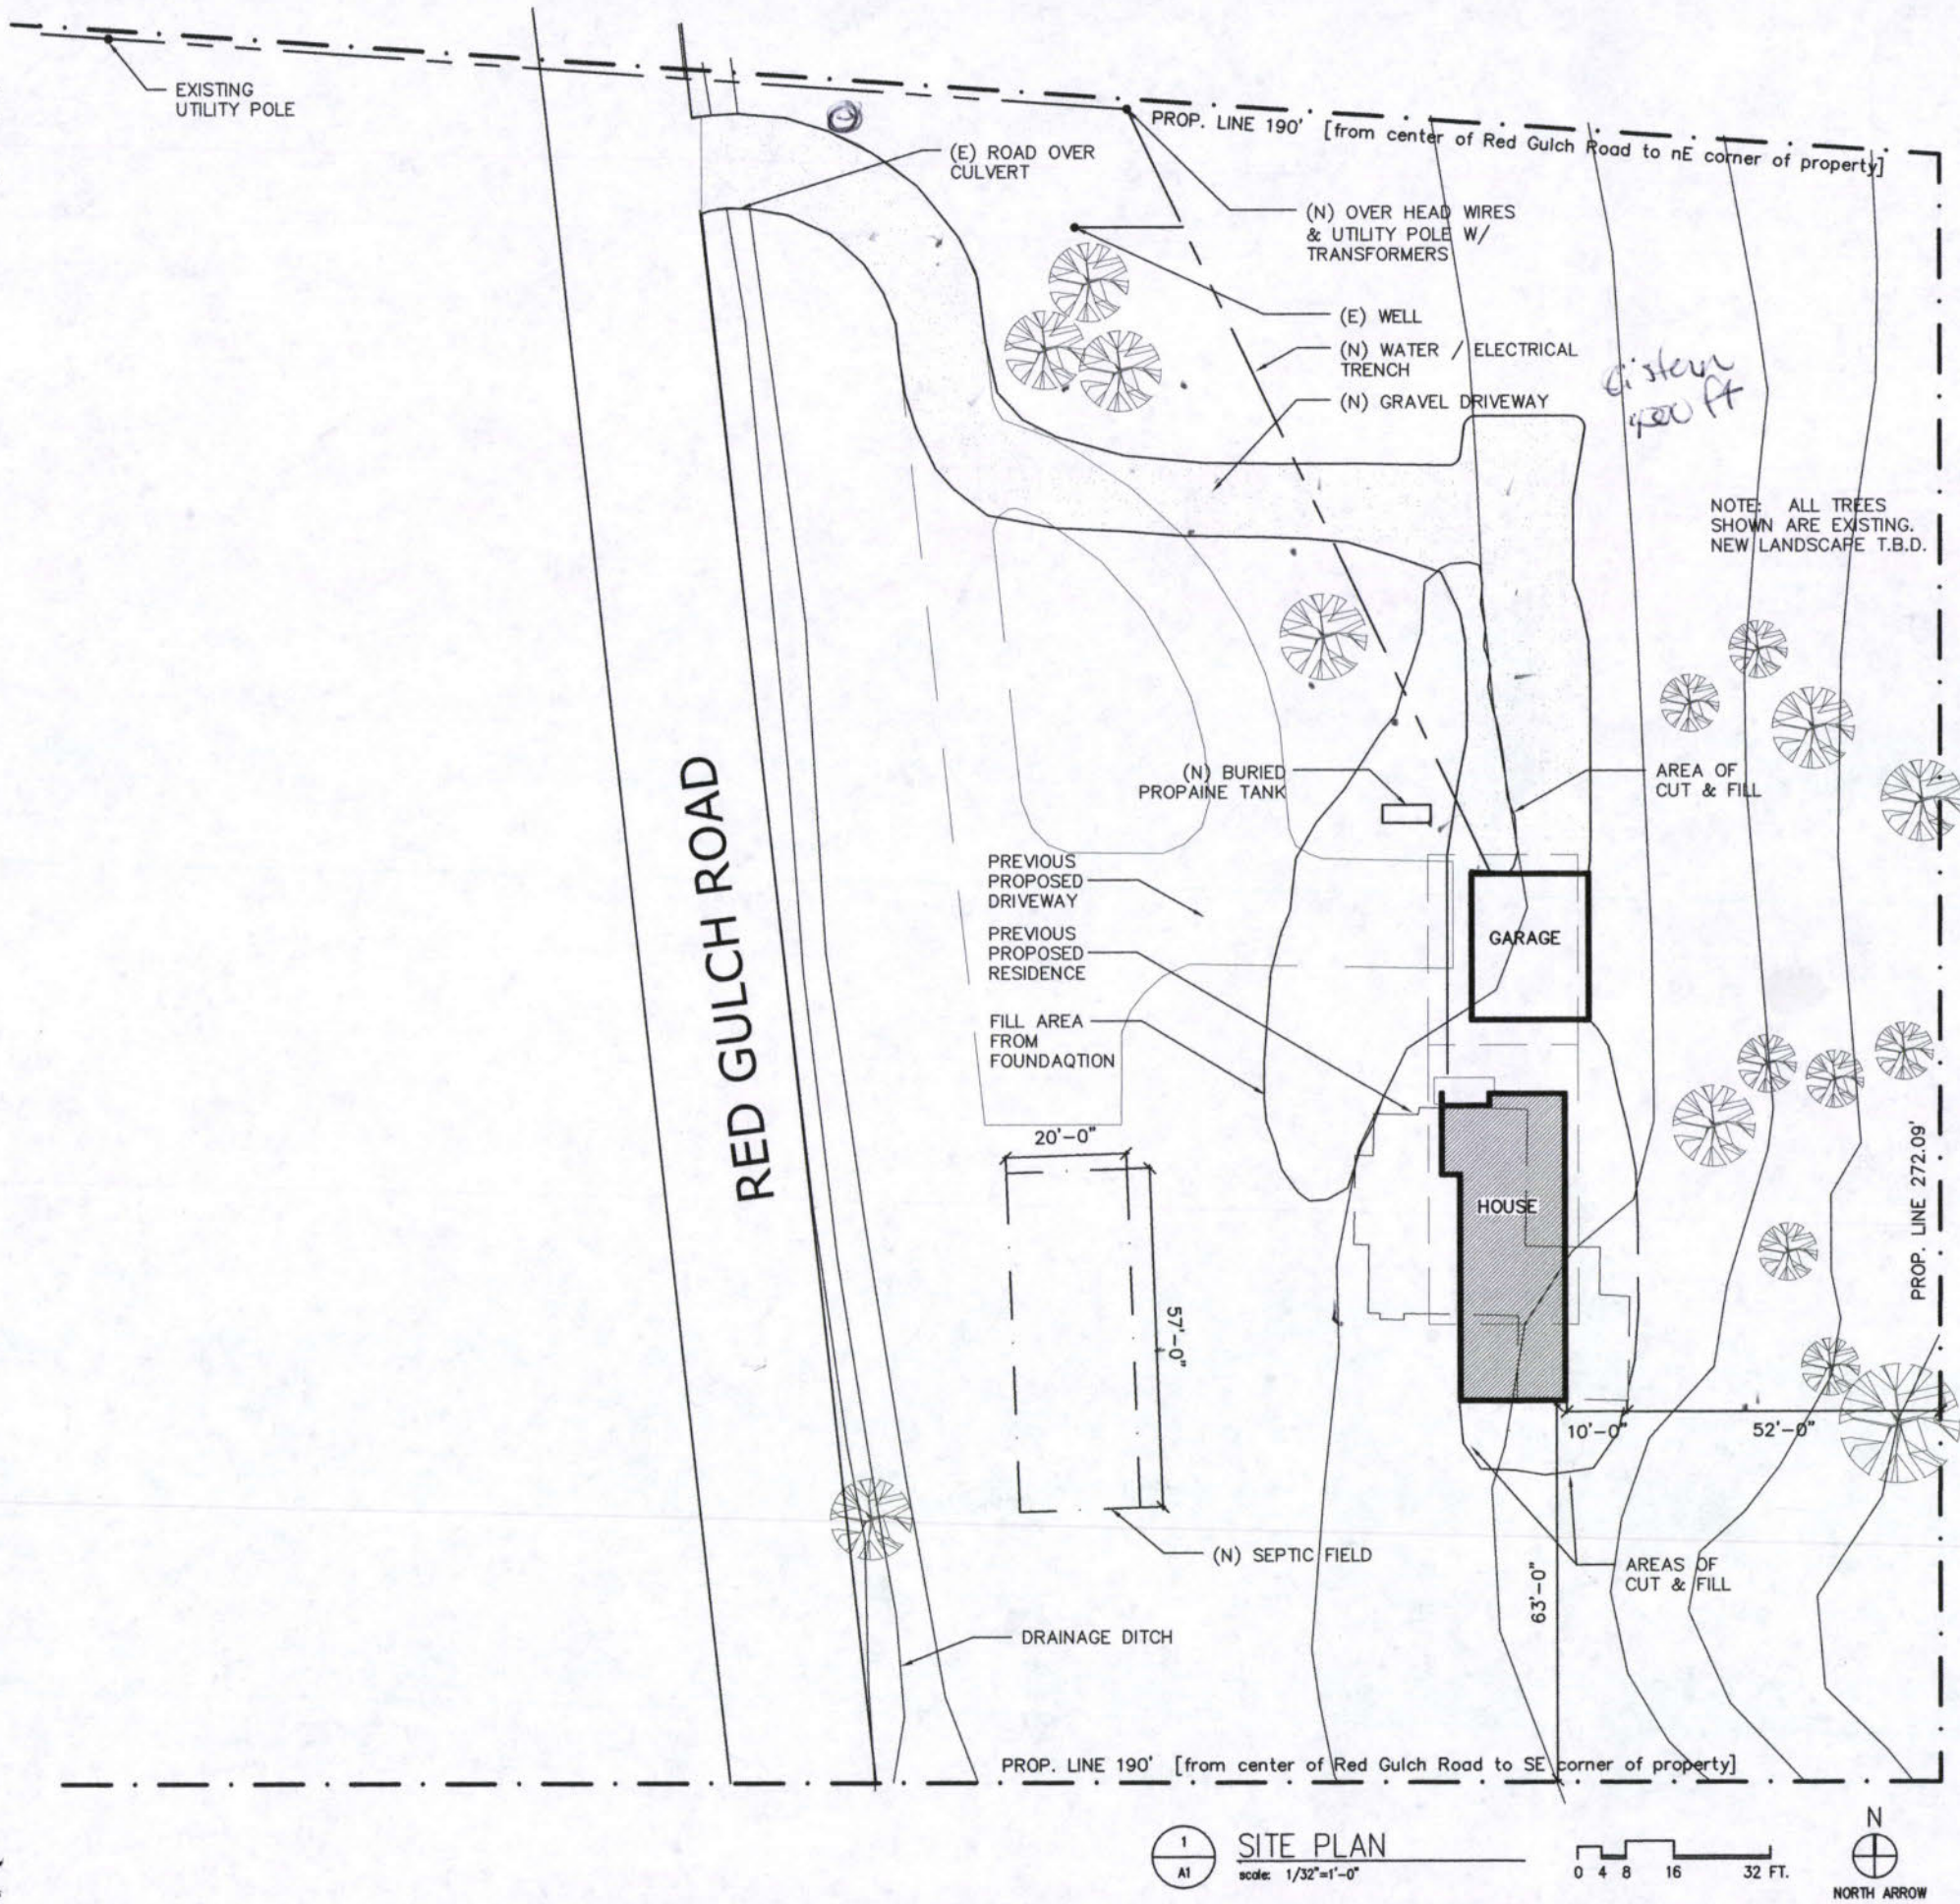 EXISTING
UTILITY POLE
PROP. LINE 190' [from center of Red Gulch Road to nE corner of property]
(E) ROAD OVER
CULVERT
(N) OVER HEAD WIRES
& UTILITY POLE W/
TRANSFORMERS
(E) WELL
(N) WATER / ELECTRICAL
TRENCH
(N) GRAVEL DRIVEWAY
NOTE: ALL TREES
SHOWN ARE EXISTING.
NEW LANDSCAPE T.B.D.
(N) BURIED
PROPAINE TANK
AREA OF
CUT & FILL
RED GULCH ROAD
PREVIOUS
PROPOSED
DRIVEWAY
PREVIOUS
PROPOSED
RESIDENCE
FILL AREA
FROM
FOUNDAQTION
GARAGE
HOUSE
20'-0"
57'-0"
PROP. LINE 272.09'
10'-0"
52'-0"
(N) SEPTIC FIELD
63'-0"
AREAS OF
CUT & FILL
DRAINAGE DITCH
PROP. LINE 190' [from center of Red Gulch Road to SE corner of property]
1
A1
SITE PLAN
scale: 1/32"=1'-0"
0 4 8 16 32 FT.
N
NORTH ARROW